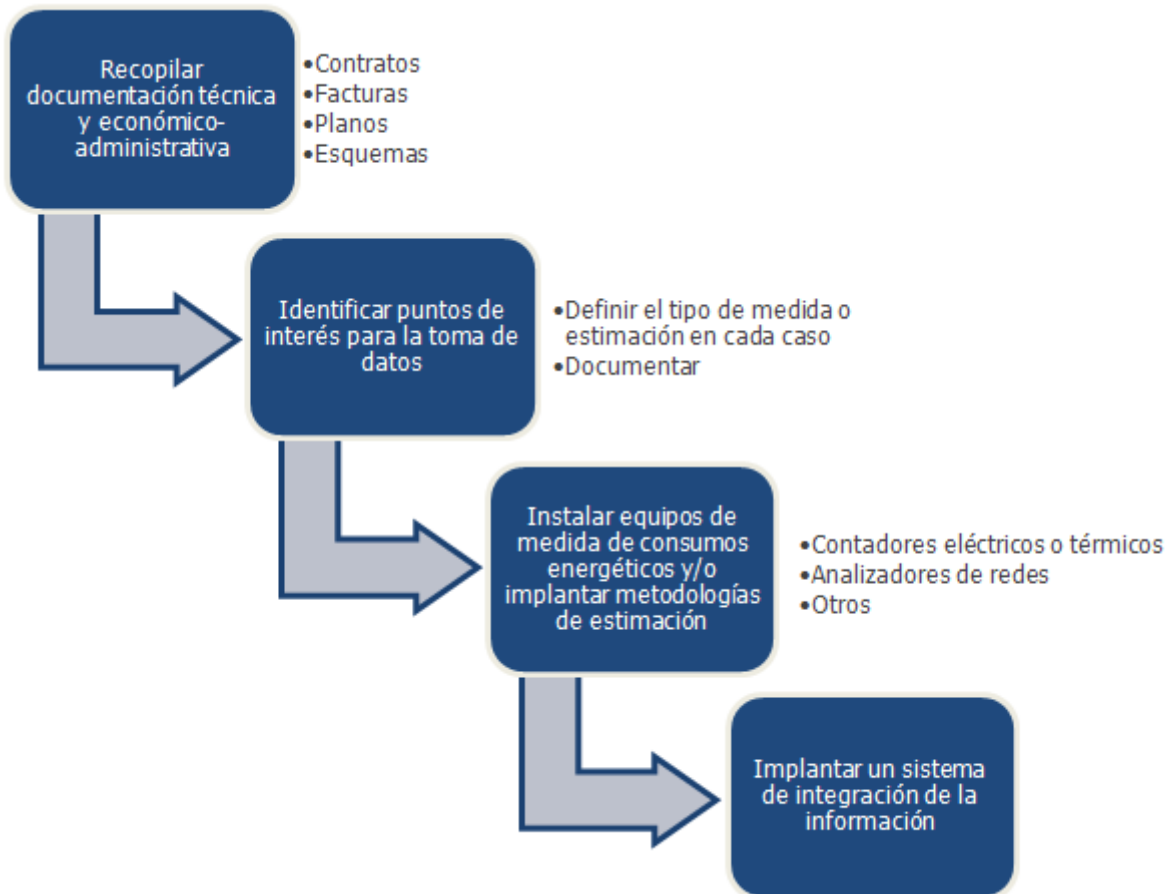 Recopilar
documentación técnica
y económico-
administrativa
•Contratos
•Facturas
•Planos
•Esquemas
Identificar puntos de
interés para la toma de
datos
•Definir el tipo de medida o
estimación en cada caso
•Documentar
Instalar equipos de
medida de consumos
energéticos y/o
implantar metodologías
de estimación
•Contadores eléctricos o térmicos
•Analizadores de redes
•Otros
Implantar un sistema
de integración de la
información